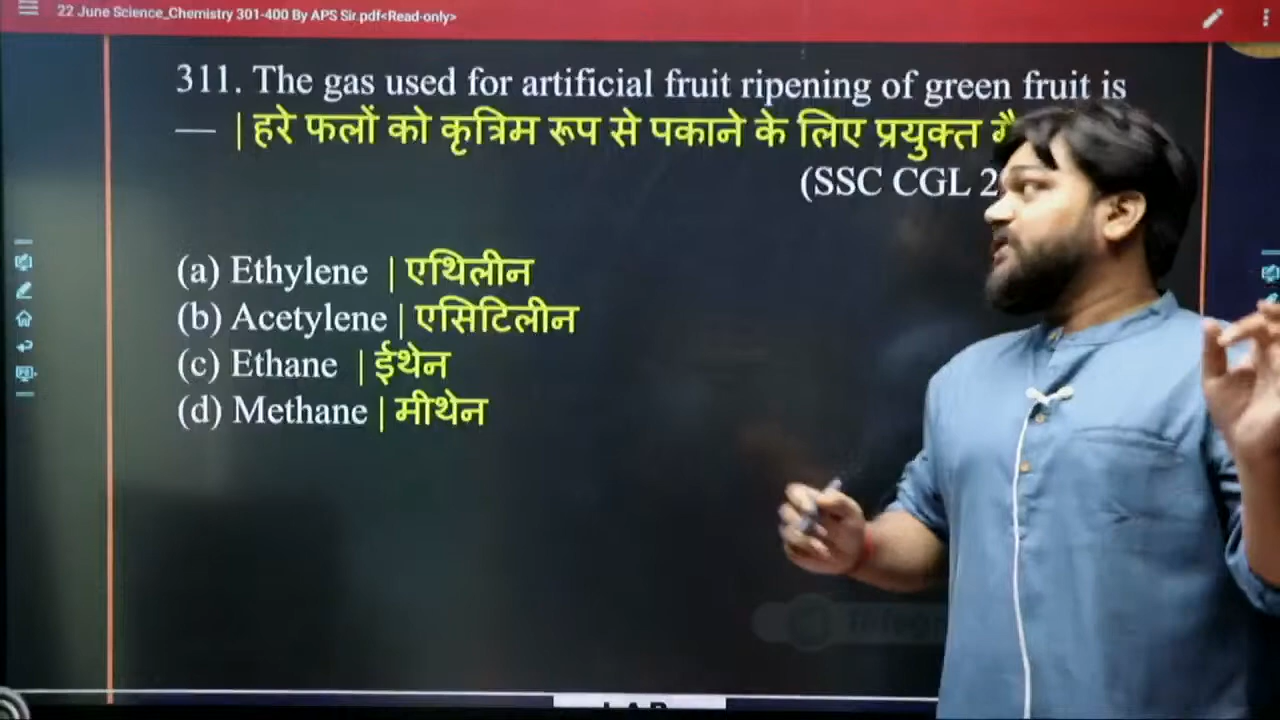 22 June Science_Chemistry 301-400 By APS Sir.pdf<Read-only>
311. The gas used for artificial fruit ripening of green fruit is
— | हरे फलों को कृत्रिम रूप से पकाने के लिए प्रयुक्त
(SSC CGL
(a) Ethylene | एथिलीन
(b) Acetylene | एसिटिलीन
(c) Ethane | ईथेन
(d) Methane | मीथेन